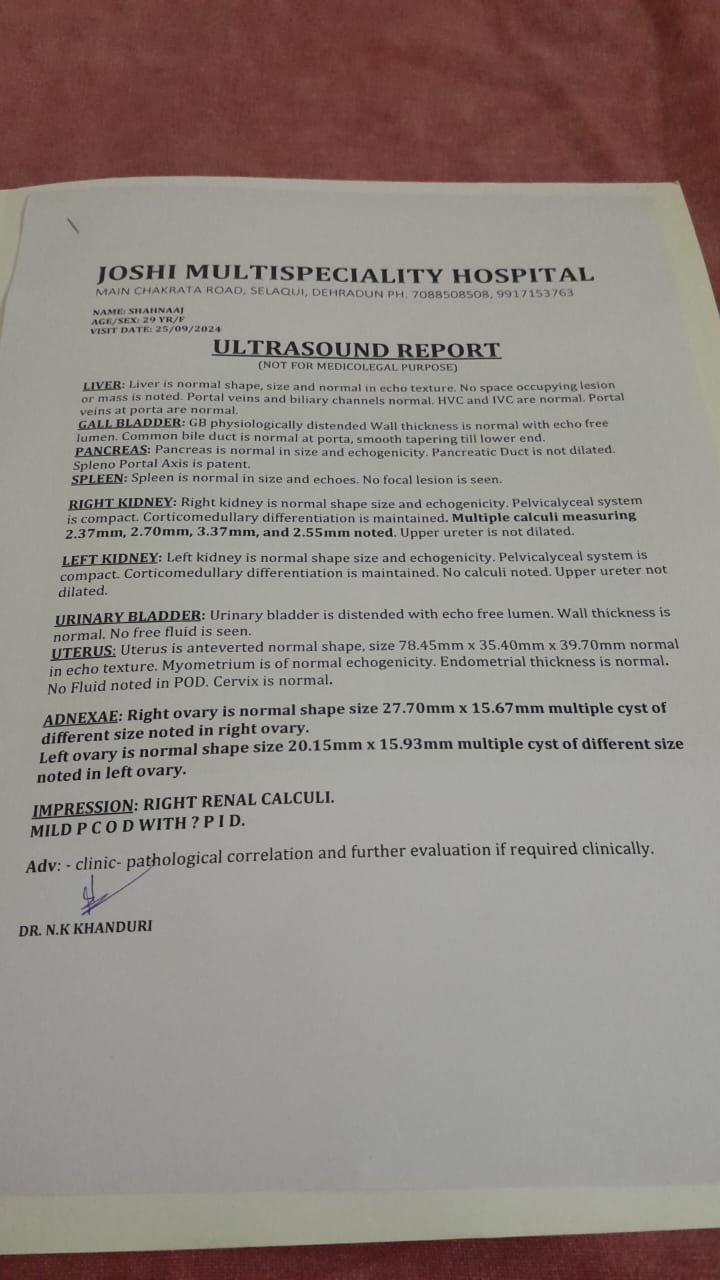 JOSHI MULTISPECIALITY HOSPITAL
MAIN CHAKRATA ROAD, SELAQUI, DEHRADUN PH. 7088508508, 9917153763
NAME: SHAHNAAJ
AGE/SEX: 29 YR/F
VISIT DATE: 25/09/2024
ULTRASOUND REPORT
(NOT FOR MEDICOLEGAL PURPOSE)
LIVER: Liver is normal shape, size and normal in echo texture. No space occupying lesion
or mass is noted. Portal veins and biliary channels normal. HVC and IVC are normal. Portal
veins at porta are normal.
GALL BLADDER: GB physiologically distended Wall thickness is normal with echo free
lumen. Common bile duct is normal at porta, smooth tapering till lower end.
PANCREAS: Pancreas is normal in size and echogenicity. Pancreatic Duct is not dilated.
Spleno Portal Axis is patent.
SPLEEN: Spleen is normal in size and echoes. No focal lesion is seen.
RIGHT KIDNEY: Right kidney is normal shape size and echogenicity. Pelvicalyceal system
is compact. Corticomedullary differentiation is maintained. Multiple calculi measuring
2.37mm, 2.70mm, 3.37mm, and 2.55mm noted. Upper ureter is not dilated.
LEFT KIDNEY: Left kidney is normal shape size and echogenicity. Pelvicalyceal system is
compact. Corticomedullary differentiation is maintained. No calculi noted. Upper ureter not
dilated.
URINARY BLADDER: Urinary bladder is distended with echo free lumen. Wall thickness is
normal. No free fluid is seen.
UTERUS: Uterus is anteverted normal shape, size 78.45mm x 35.40mm x 39.70mm normal
in echo texture. Myometrium is of normal echogenicity. Endometrial thickness is normal.
No Fluid noted in POD. Cervix is normal.
ADNEXAE: Right ovary is normal shape size 27.70mm x 15.67mm multiple cyst of
different size noted in right ovary.
Left ovary is normal shape size 20.15mm x 15.93mm multiple cyst of different size
noted in left ovary.
IMPRESSION: RIGHT RENAL CALCULI.
MILD P C O D WITH ? P I D.
Adv: - clinic- pathological correlation and further evaluation if required clinically.
DR. N.K KHANDURI